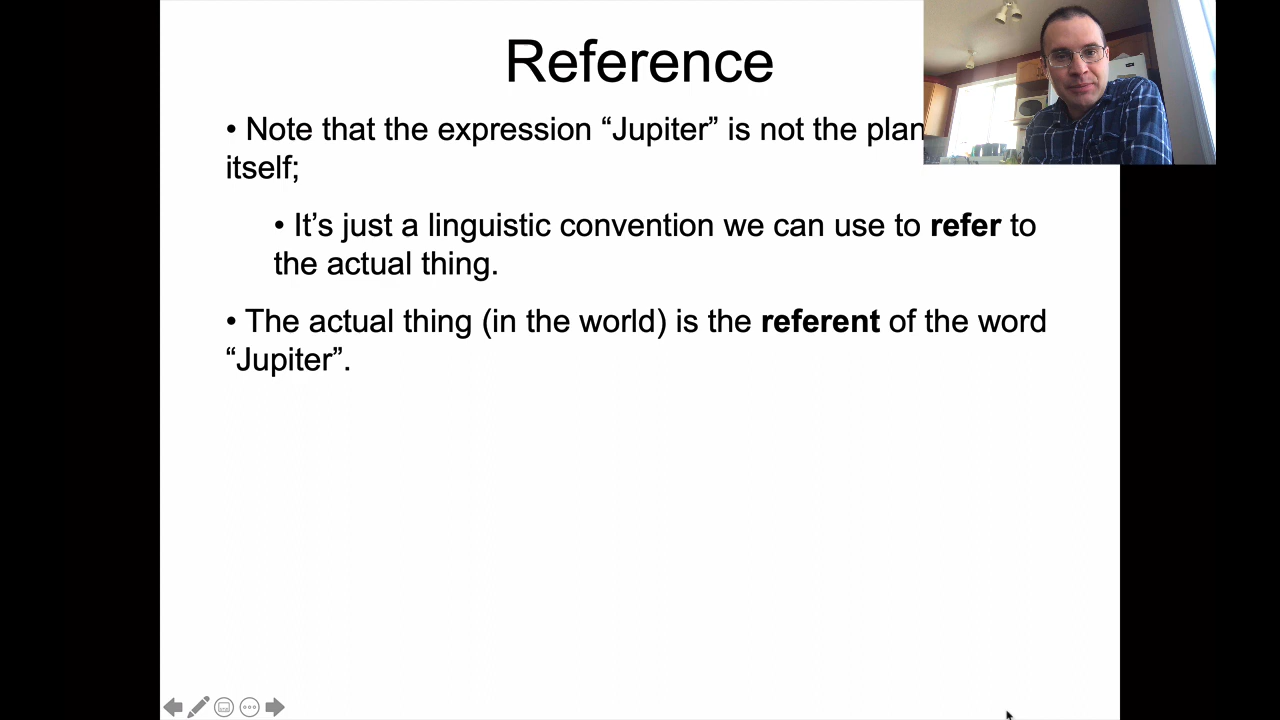 Reference
• Note that the expression “Jupiter” is not the
itself;
• It’s just a linguistic convention we can use to refer to
the actual thing.
• The actual thing (in the world) is the referent of the word
“Jupiter”.